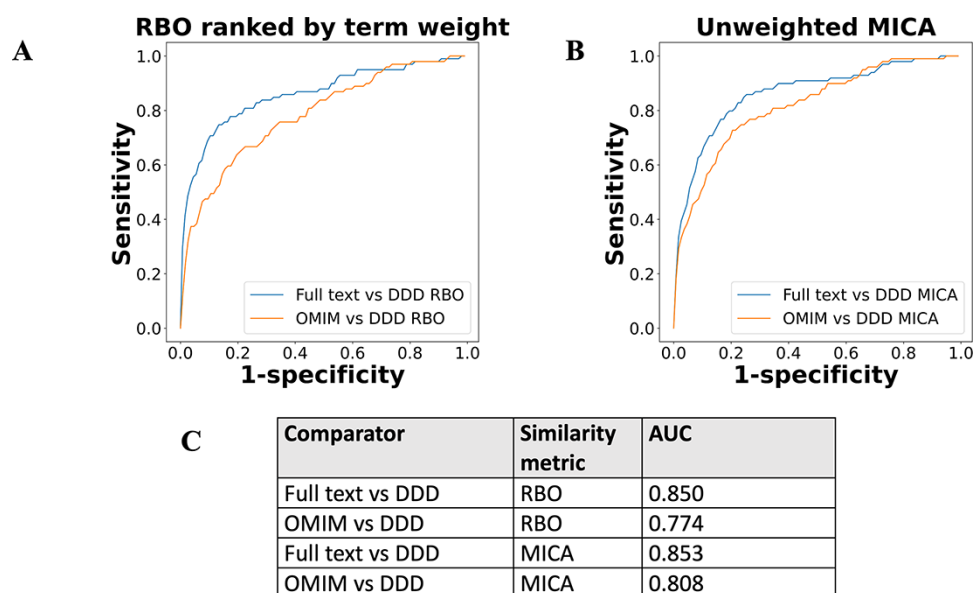 A
RBO ranked by term weight
1.0
0.8
0.6
0.4
0.2
0.0
Sensitivity
Full text vs DDD RBO
OMIM vs DDD RBO
0.0 0.2 0.4 0.6 0.8 1.0
1-specificity
B
Unweighted MICA
1.0
0.8
0.6
0.4
0.2
0.0
Sensitivity
Full text vs DDD MICA
OMIM vs DDD MICA
0.0 0.2 0.4 0.6 0.8 1.0
1-specificity
C
Comparator Similarity AUC
metric
Full text vs DDD RBO 0.850
OMIM vs DDD RBO 0.774
Full text vs DDD MICA 0.853
OMIM vs DDD MICA 0.808